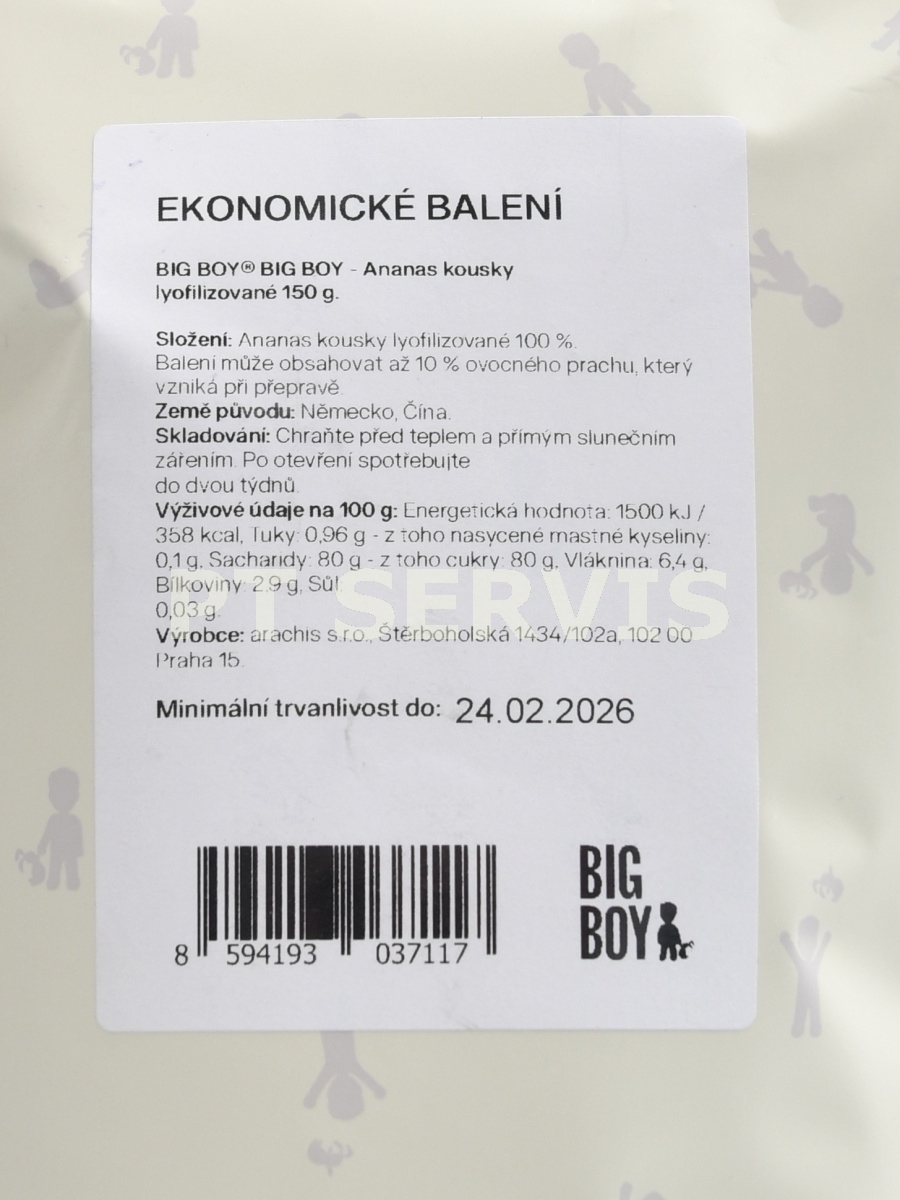 EKONOMICKÉ BALENÍ
BIG BOY® BIG BOY - Ananas kousky
lyofilizované 150 g.
Složení: Ananas kousky lyofilizované 100 %.
Balení může obsahovat až 10 % ovocného prachu, který
vzniká při přepravě.
Země původu: Německo, Čína.
Skladování: Chraňte před teplem a přímým slunečním
zářením. Po otevření spotřebujte
do dvou týdnů.
Výživové údaje na 100 g: Energetická hodnota: 1500 kJ /
358 kcal, Tuky: 0,96 g - z toho nasycené mastné kyseliny:
0,1 g, Sacharidy: 80 g - z toho cukry: 80 g, Vláknina: 6,4 g,
Bílkoviny: 2.9 g, Sůl:
0,03 g.
PT SERVIS
Výrobce: arachis s.r.o., Štěrboholská 1434/102a, 102 00
Praha 15.
Minimální trvanlivost do: 24.02.2026
8 594193 037117
BIG
BOY